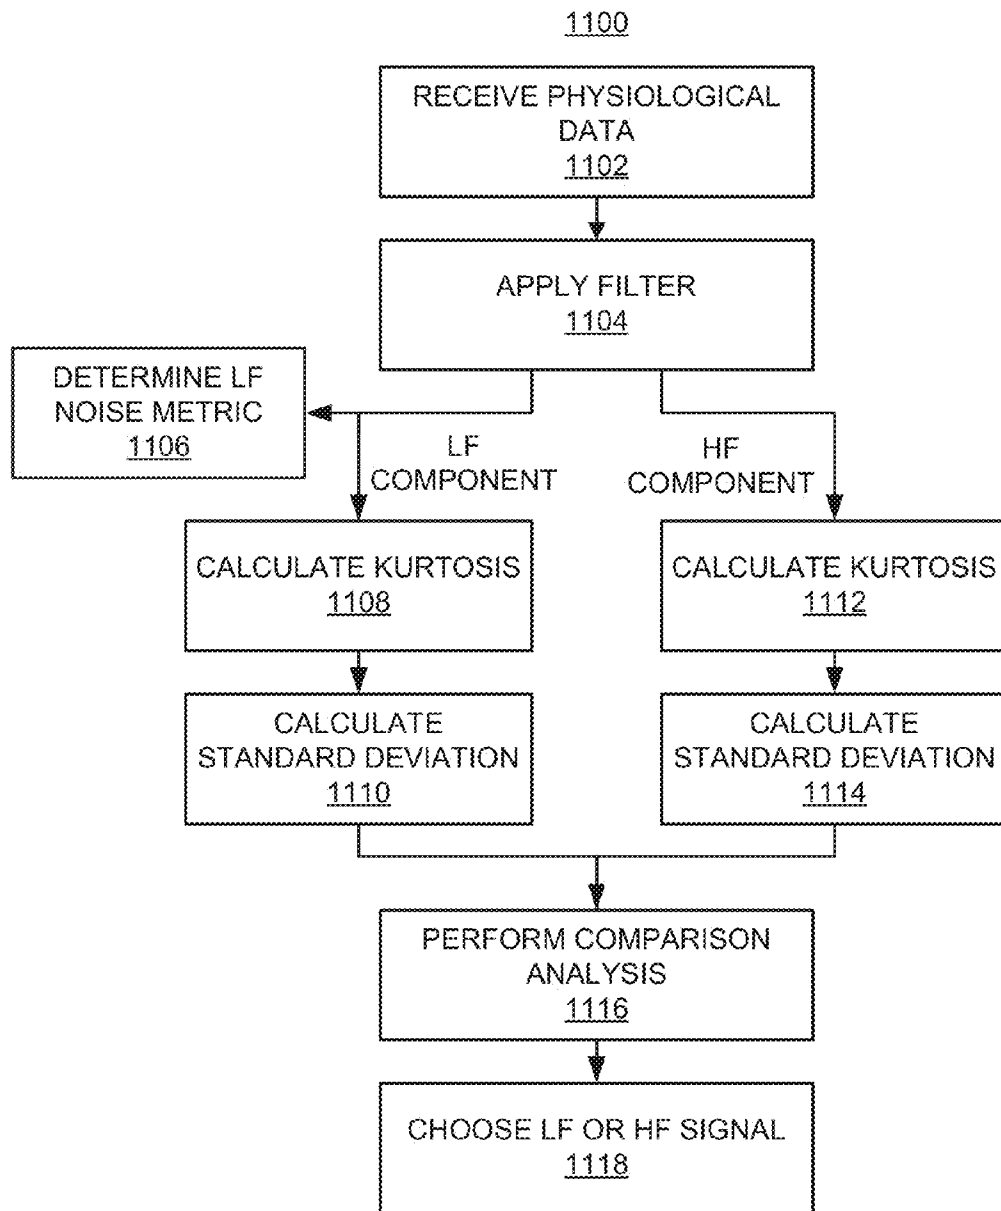 1100
RECEIVE PHYSIOLOGICAL
DATA
1102
APPLY FILTER
1104
DETERMINE LF
NOISE METRIC
1106
LF
COMPONENT
HF
COMPONENT
CALCULATE KURTOSIS
1108
CALCULATE KURTOSIS
1112
CALCULATE
STANDARD DEVIATION
1110
CALCULATE
STANDARD DEVIATION
1114
PERFORM COMPARISON
ANALYSIS
1116
CHOOSE LF OR HF SIGNAL
1118